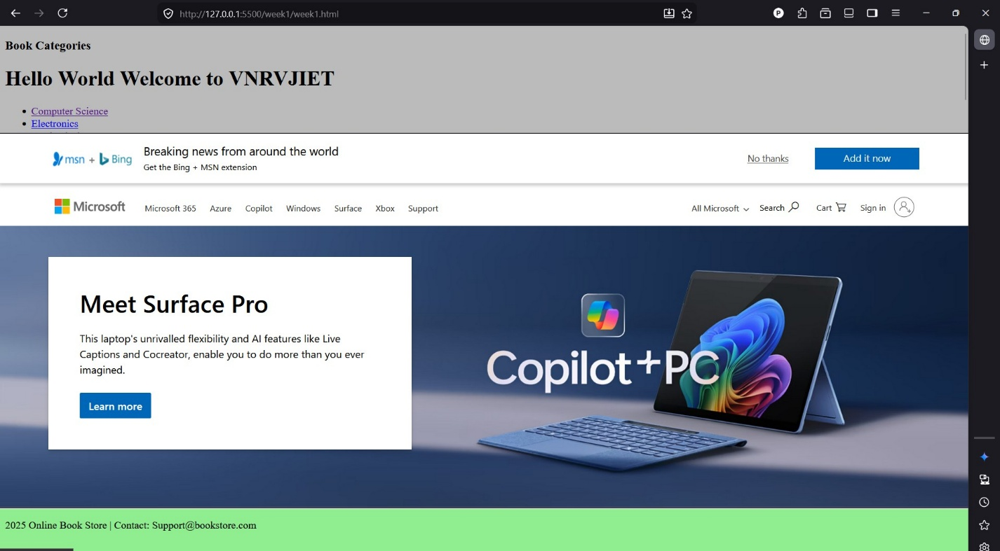 http://127.0.0.1:5500/week1/week1.html
P
Book Categories
Hello World Welcome to VNRVJIET
Computer Science
Electronics
msn + Bing
Breaking news from around the world
Get the Bing + MSN extension
No thanks
Add it now
Microsoft
Microsoft 365 Azure Copilot Windows Surface Xbox Support
All Microsoft Search Cart Sign in
Meet Surface Pro
This laptop's unrivalled flexibility and AI features like Live
Captions and Cocreator, enable you to do more than you ever
imagined.
Learn more
Copilot+PC
2025 Online Book Store | Contact: Support@bookstore.com